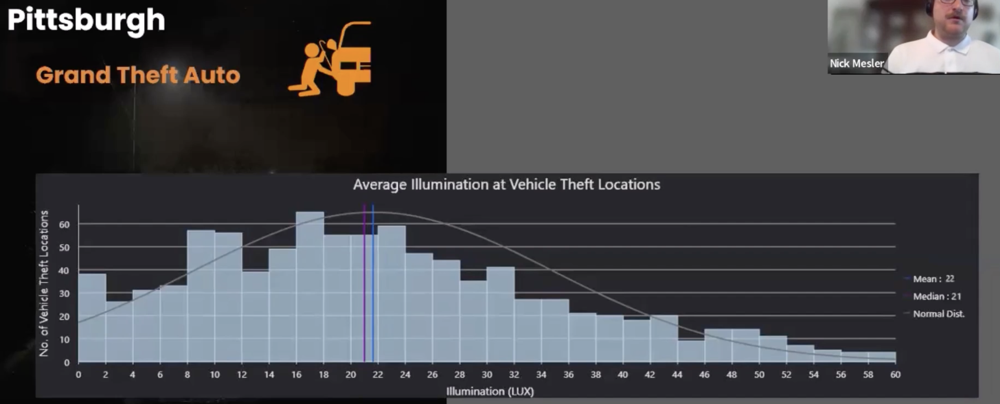 Pittsburgh
Grand Theft Auto
Nick Mesler
Average Illumination at Vehicle Theft Locations
No. of Vehicle Theft Locations
60
50
40
30
20
10
0
0 2 4 6 8 10 12 14 16 18 20 22 24 26 28 30 32 34 36 38 40 42 44 46 48 50 52 54 56 58 60
Illumination (LUX)
Mean : 22
Median : 21
Normal Dist.